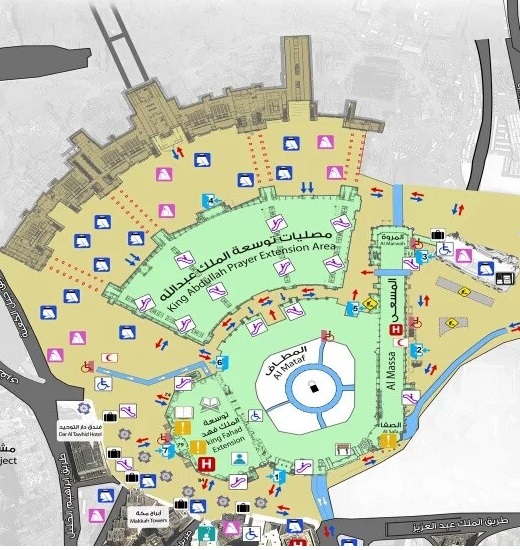 مصليات توسعة الملك عبدالله
King Abdullah Prayer Extension Area
4
المروة
Al Marwah
3
5
المسعى
Al Massa
H
2
6
المطاف
Al Mataf
توسعة
الملك فهد
King Fahad
Extension
الصفا
Al Safa
فندق دار التوحيد
Dar Al Tawhid Hotel
7
H
1
ject
أبراج مكة
Makkah Towers
طريق إبراهيم الخليل
طريق الملك عبد العزيز
H